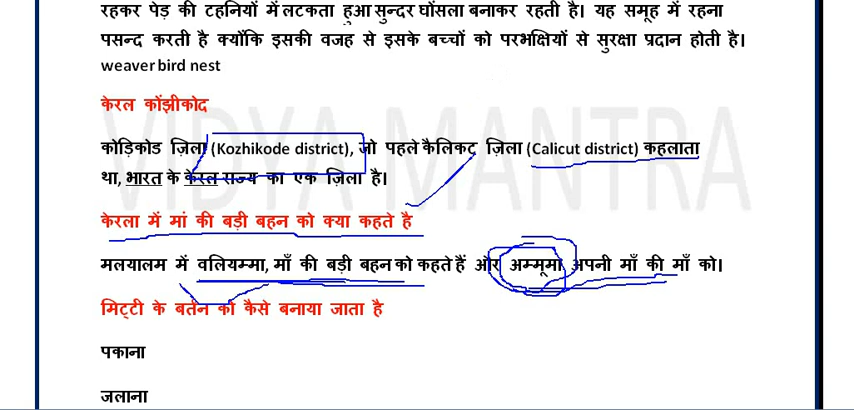 रहकर पेड़ की टहनियों में लटकता हुआ सुन्दर घोंसला बनाकर रहती है। यह समूह में रहना
पसन्द करती है क्योंकि इसकी वजह से इसके बच्चों को परभक्षियों से सुरक्षा प्रदान होती है।
weaver bird nest
केरल कोंझीकोद
कोड़िकोड ज़िला (Kozhikode district), जो पहले कैलिकट ज़िला (Calicut district) कहलाता
था, भारत के केरल राज्य का एक ज़िला है।
केरला में मां की बड़ी बहन को क्या कहते है
मलयालम में वलियम्मा, माँ की बड़ी बहन को कहते हैं और अम्मूमा अपनी माँ की माँ को।
मिट्टी के बर्तन को कैसे बनाया जाता है
पकाना
जलाना
VIDYA MANTRA